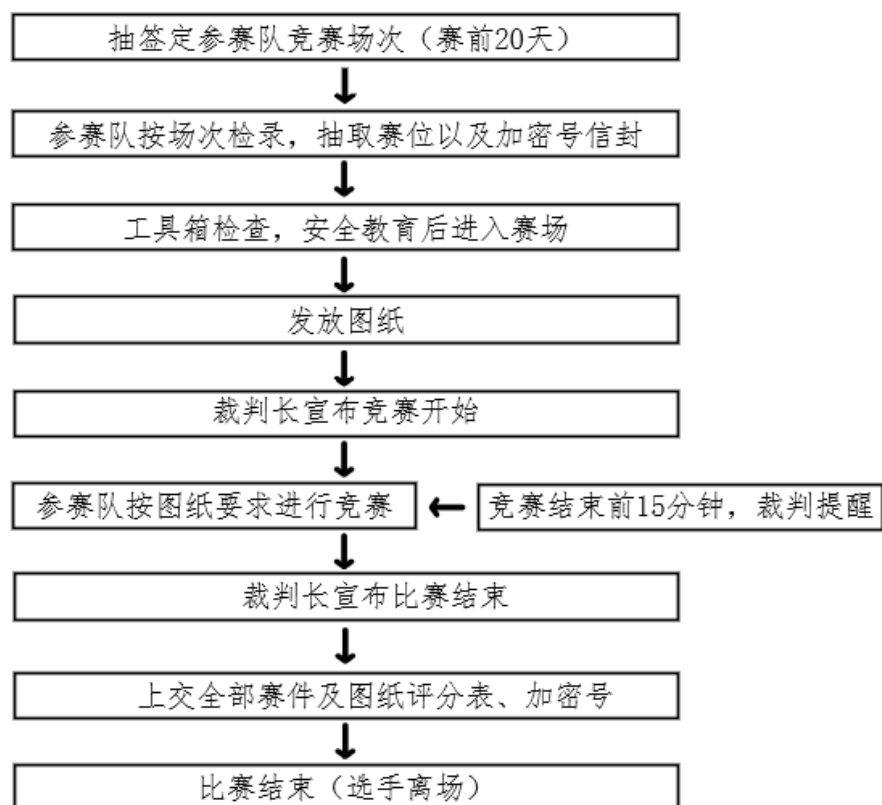 抽签定参赛队竞赛场次（赛前20天）
参赛队按场次检录，抽取赛位以及加密号信封
工具箱检查，安全教育后进入赛场
发放图纸
裁判长宣布竞赛开始
参赛队按图纸要求进行竞赛
竞赛结束前15分钟，裁判提醒
裁判长宣布比赛结束
上交全部赛件及图纸评分表、加密号
比赛结束（选手离场）